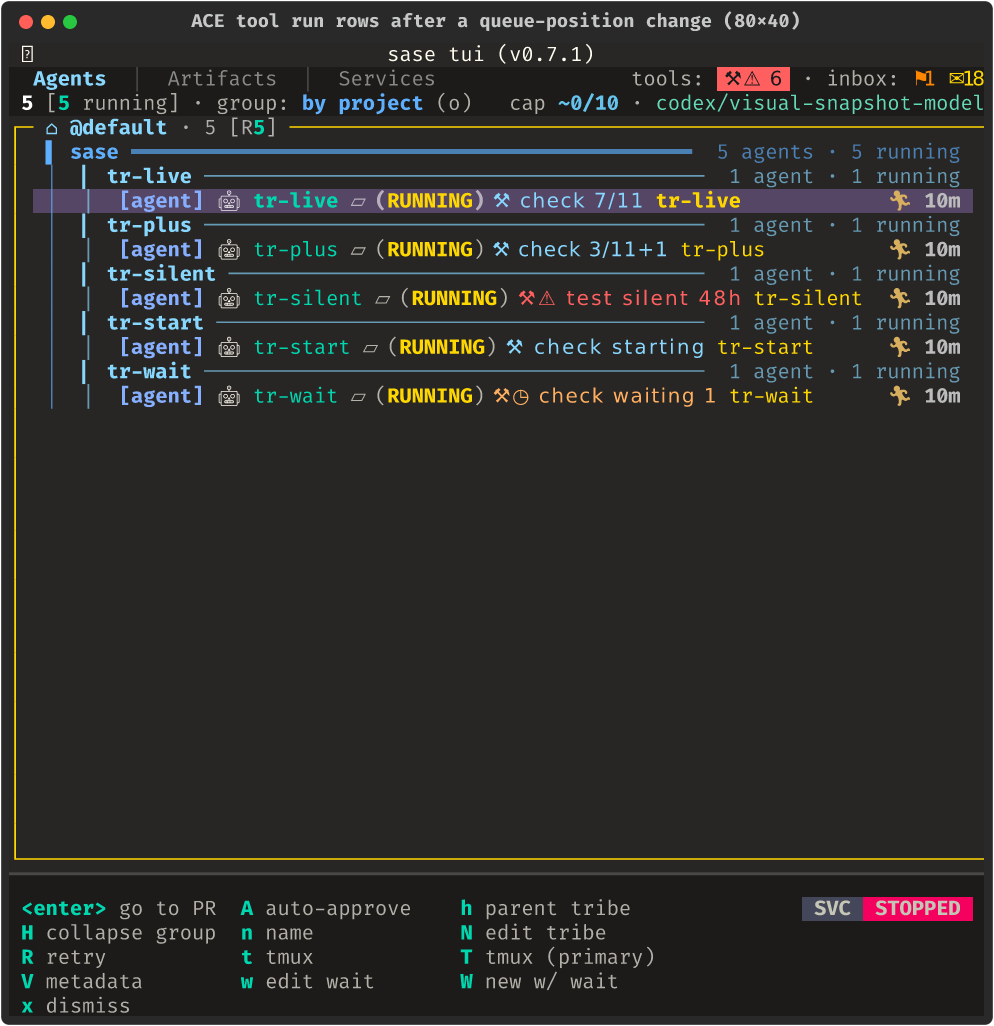 ACE tool run rows after a queue-position change (80×40)
sase tui (v0.7.1)
Agents │ Artifacts │ Services tools: ⚒⚠ 6 · inbox: ⚑1 ✉18
5 [5 running] · group: by project (o) cap ~0/10 · codex/visual-snapshot-model
⌂ @default · 5 [R5]
sase 5 agents · 5 running
tr-live 1 agent · 1 running
[agent] 🤖 tr-live ▱ (RUNNING) ⚒ check 7/11 tr-live 🏃 10m
tr-plus 1 agent · 1 running
[agent] 🤖 tr-plus ▱ (RUNNING) ⚒ check 3/11+1 tr-plus 🏃 10m
tr-silent 1 agent · 1 running
[agent] 🤖 tr-silent ▱ (RUNNING) ⚒⚠ test silent 48h tr-silent 🏃 10m
tr-start 1 agent · 1 running
[agent] 🤖 tr-start ▱ (RUNNING) ⚒ check starting tr-start 🏃 10m
tr-wait 1 agent · 1 running
[agent] 🤖 tr-wait ▱ (RUNNING) ⚒◷ check waiting 1 tr-wait 🏃 10m
<enter> go to PR A auto-approve h parent tribe SVC STOPPED
H collapse group n name N edit tribe
R retry t tmux T tmux (primary)
V metadata w edit wait W new w/ wait
x dismiss